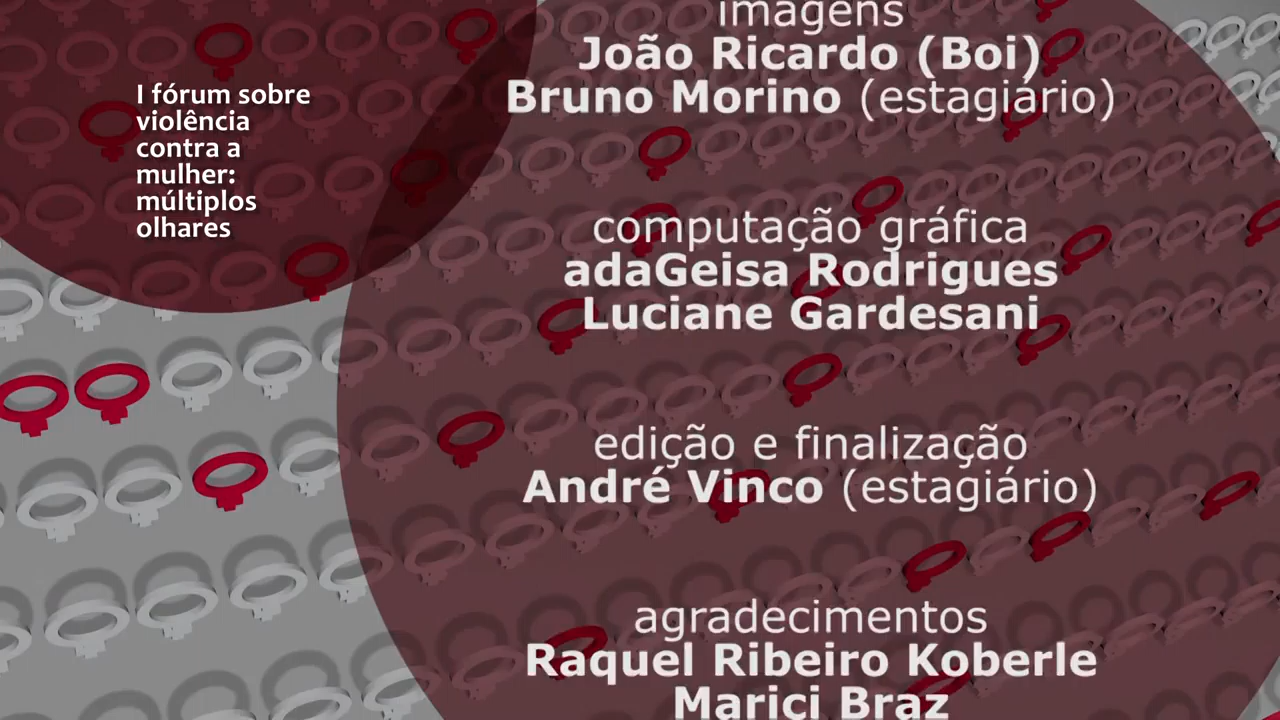 I fórum sobre
violência
contra a
mulher:
múltiplos
olhares
imagens
João Ricardo (Boi)
Bruno Morino (estagiário)
computação gráfica
adaGeisa Rodrigues
Luciane Gardesani
edição e finalização
André Vinco (estagiário)
agradecimentos
Raquel Ribeiro Koberle
Marici Braz